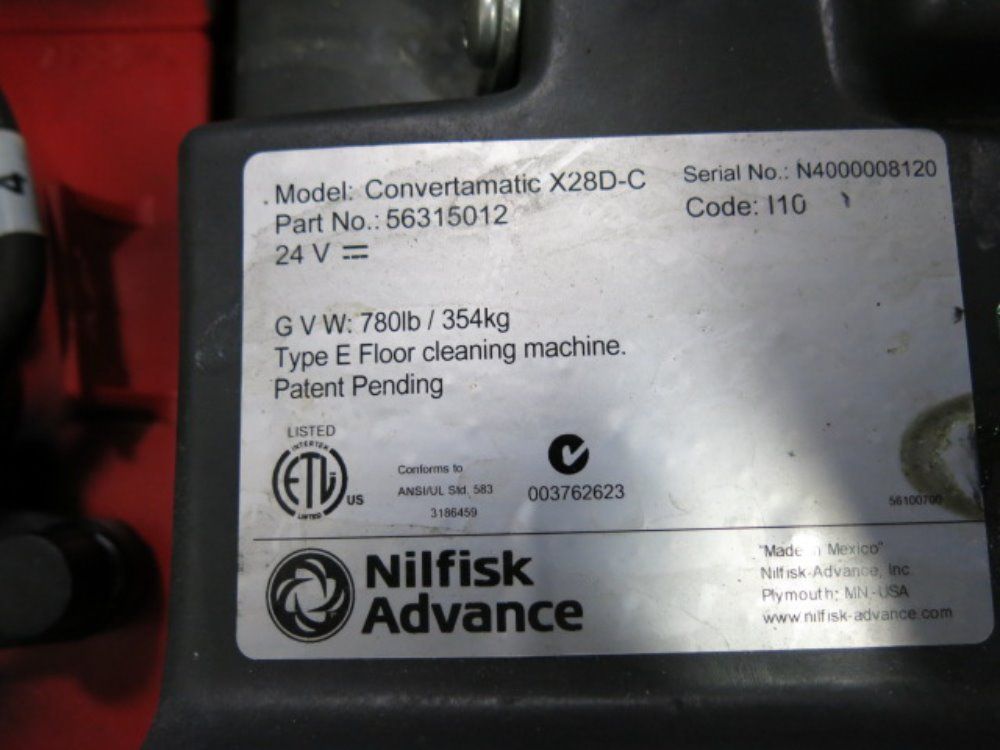 Model: Convertamatic X28D-C
Serial No.: N4000008120
Part No.: 56315012
Code: I10
24 V
G V W: 780lb / 354kg
Type E Floor cleaning machine.
Patent Pending
LISTED
INTERTEK
ETL
LISTED
US
Conforms to
ANSI/UL Std. 583
3186459
003762623
56100700
Nilfisk
Advance
"Made in Mexico"
Nilfisk-Advance, Inc
Plymouth, MN - USA
www.nilfisk-advance.com
4